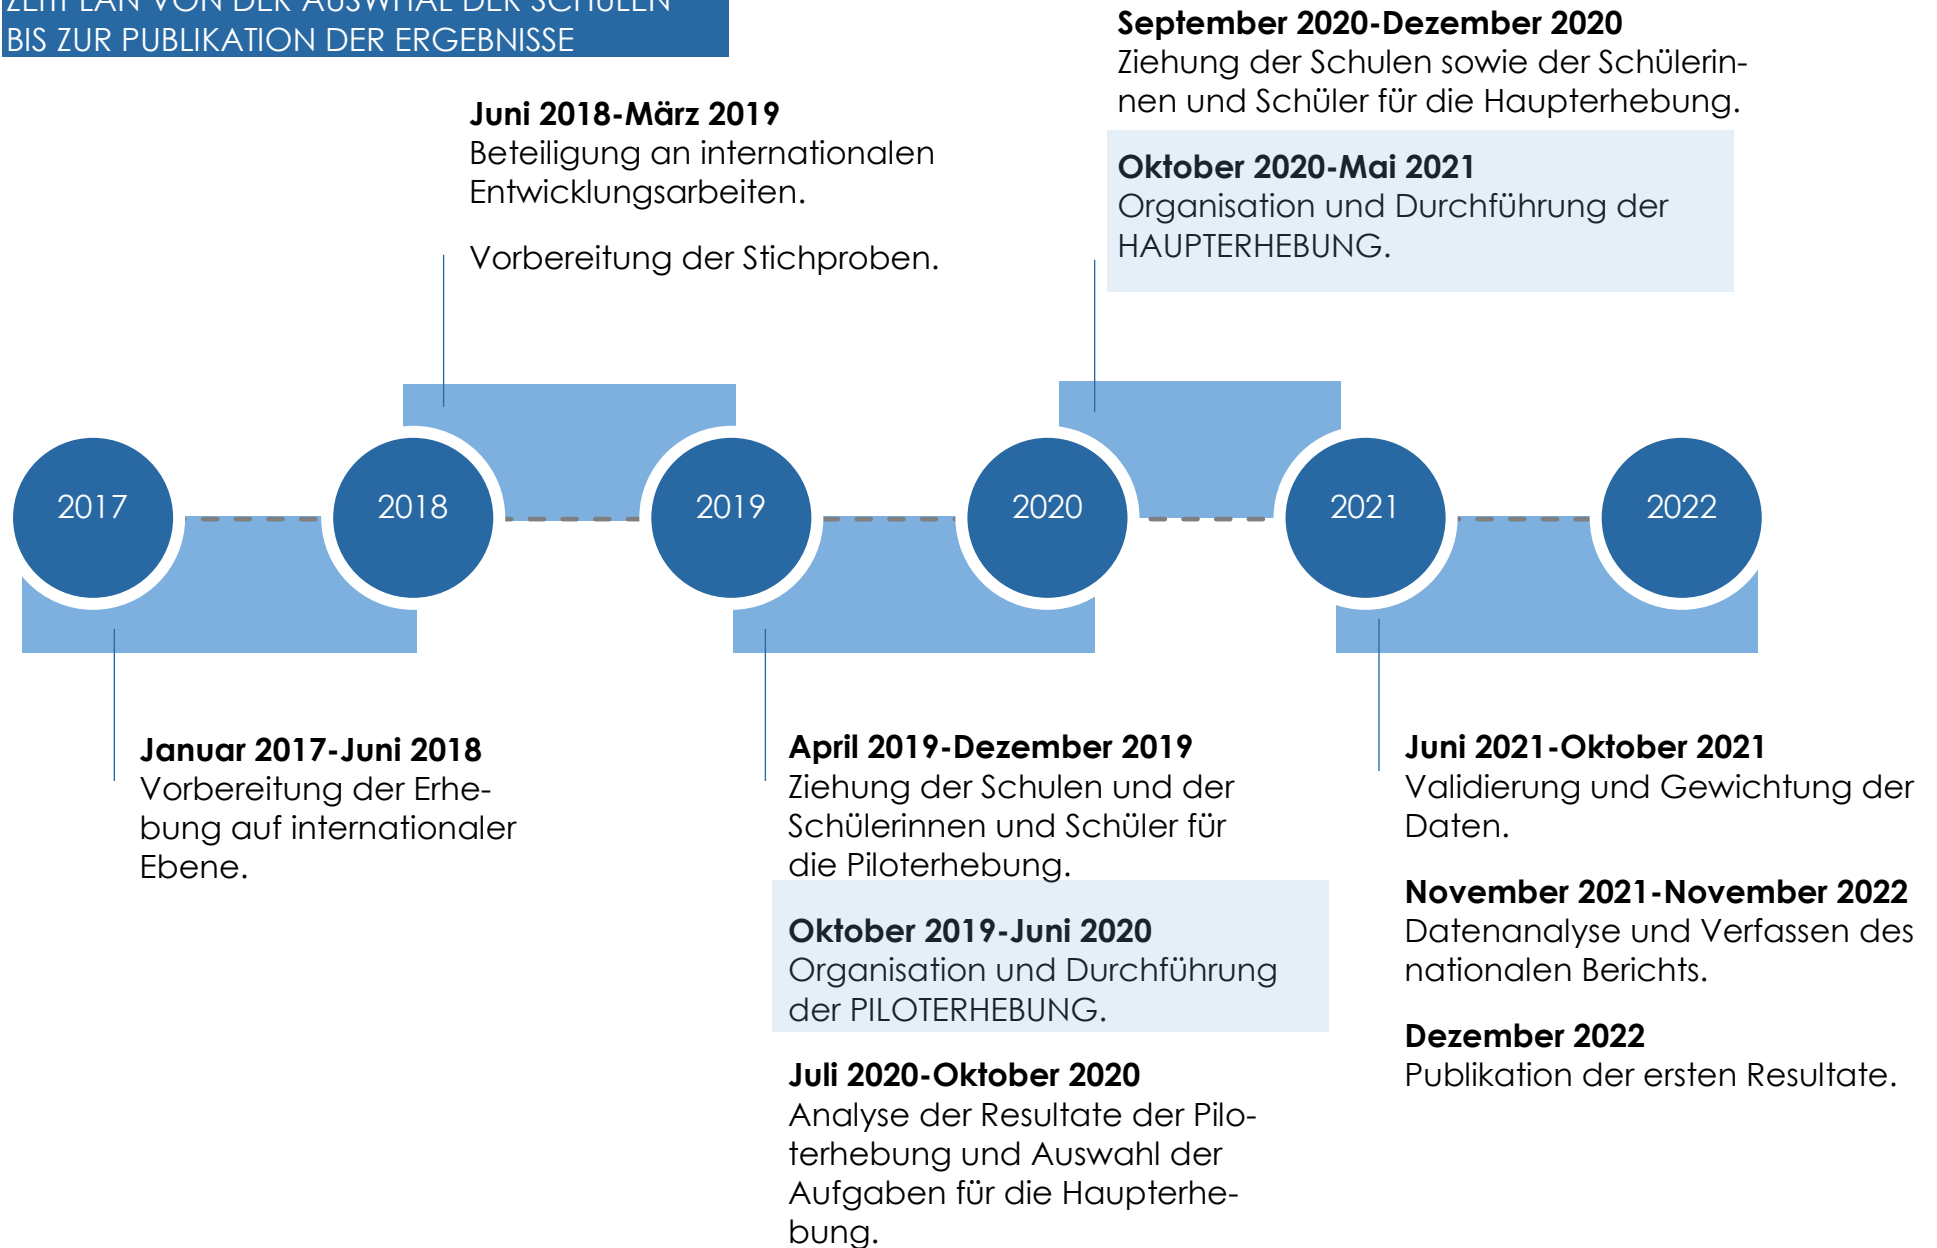 ZEITPLAN VON DER AUSWHAL DER SCHULEN
BIS ZUR PUBLIKATION DER ERGEBNISSE
Juni 2018-März 2019
Beteiligung an internationalen
Entwicklungsarbeiten.
Vorbereitung der Stichproben.
September 2020-Dezember 2020
Ziehung der Schulen sowie der Schülerin-
nen und Schüler für die Haupterhebung.
Oktober 2020-Mai 2021
Organisation und Durchführung der
HAUPTERHEBUNG.
2017
2018
2019
2020
2021
2022
Januar 2017-Juni 2018
Vorbereitung der Erhe-
bung auf internationaler
Ebene.
April 2019-Dezember 2019
Ziehung der Schulen und der
Schülerinnen und Schüler für
die Piloterhebung.
Oktober 2019-Juni 2020
Organisation und Durchführung
der PILOTERHEBUNG.
Juli 2020-Oktober 2020
Analyse der Resultate der Pilo-
terhebung und Auswahl der
Aufgaben für die Haupterhe-
bung.
Juni 2021-Oktober 2021
Validierung und Gewichtung der
Daten.
November 2021-November 2022
Datenanalyse und Verfassen des
nationalen Berichts.
Dezember 2022
Publikation der ersten Resultate.